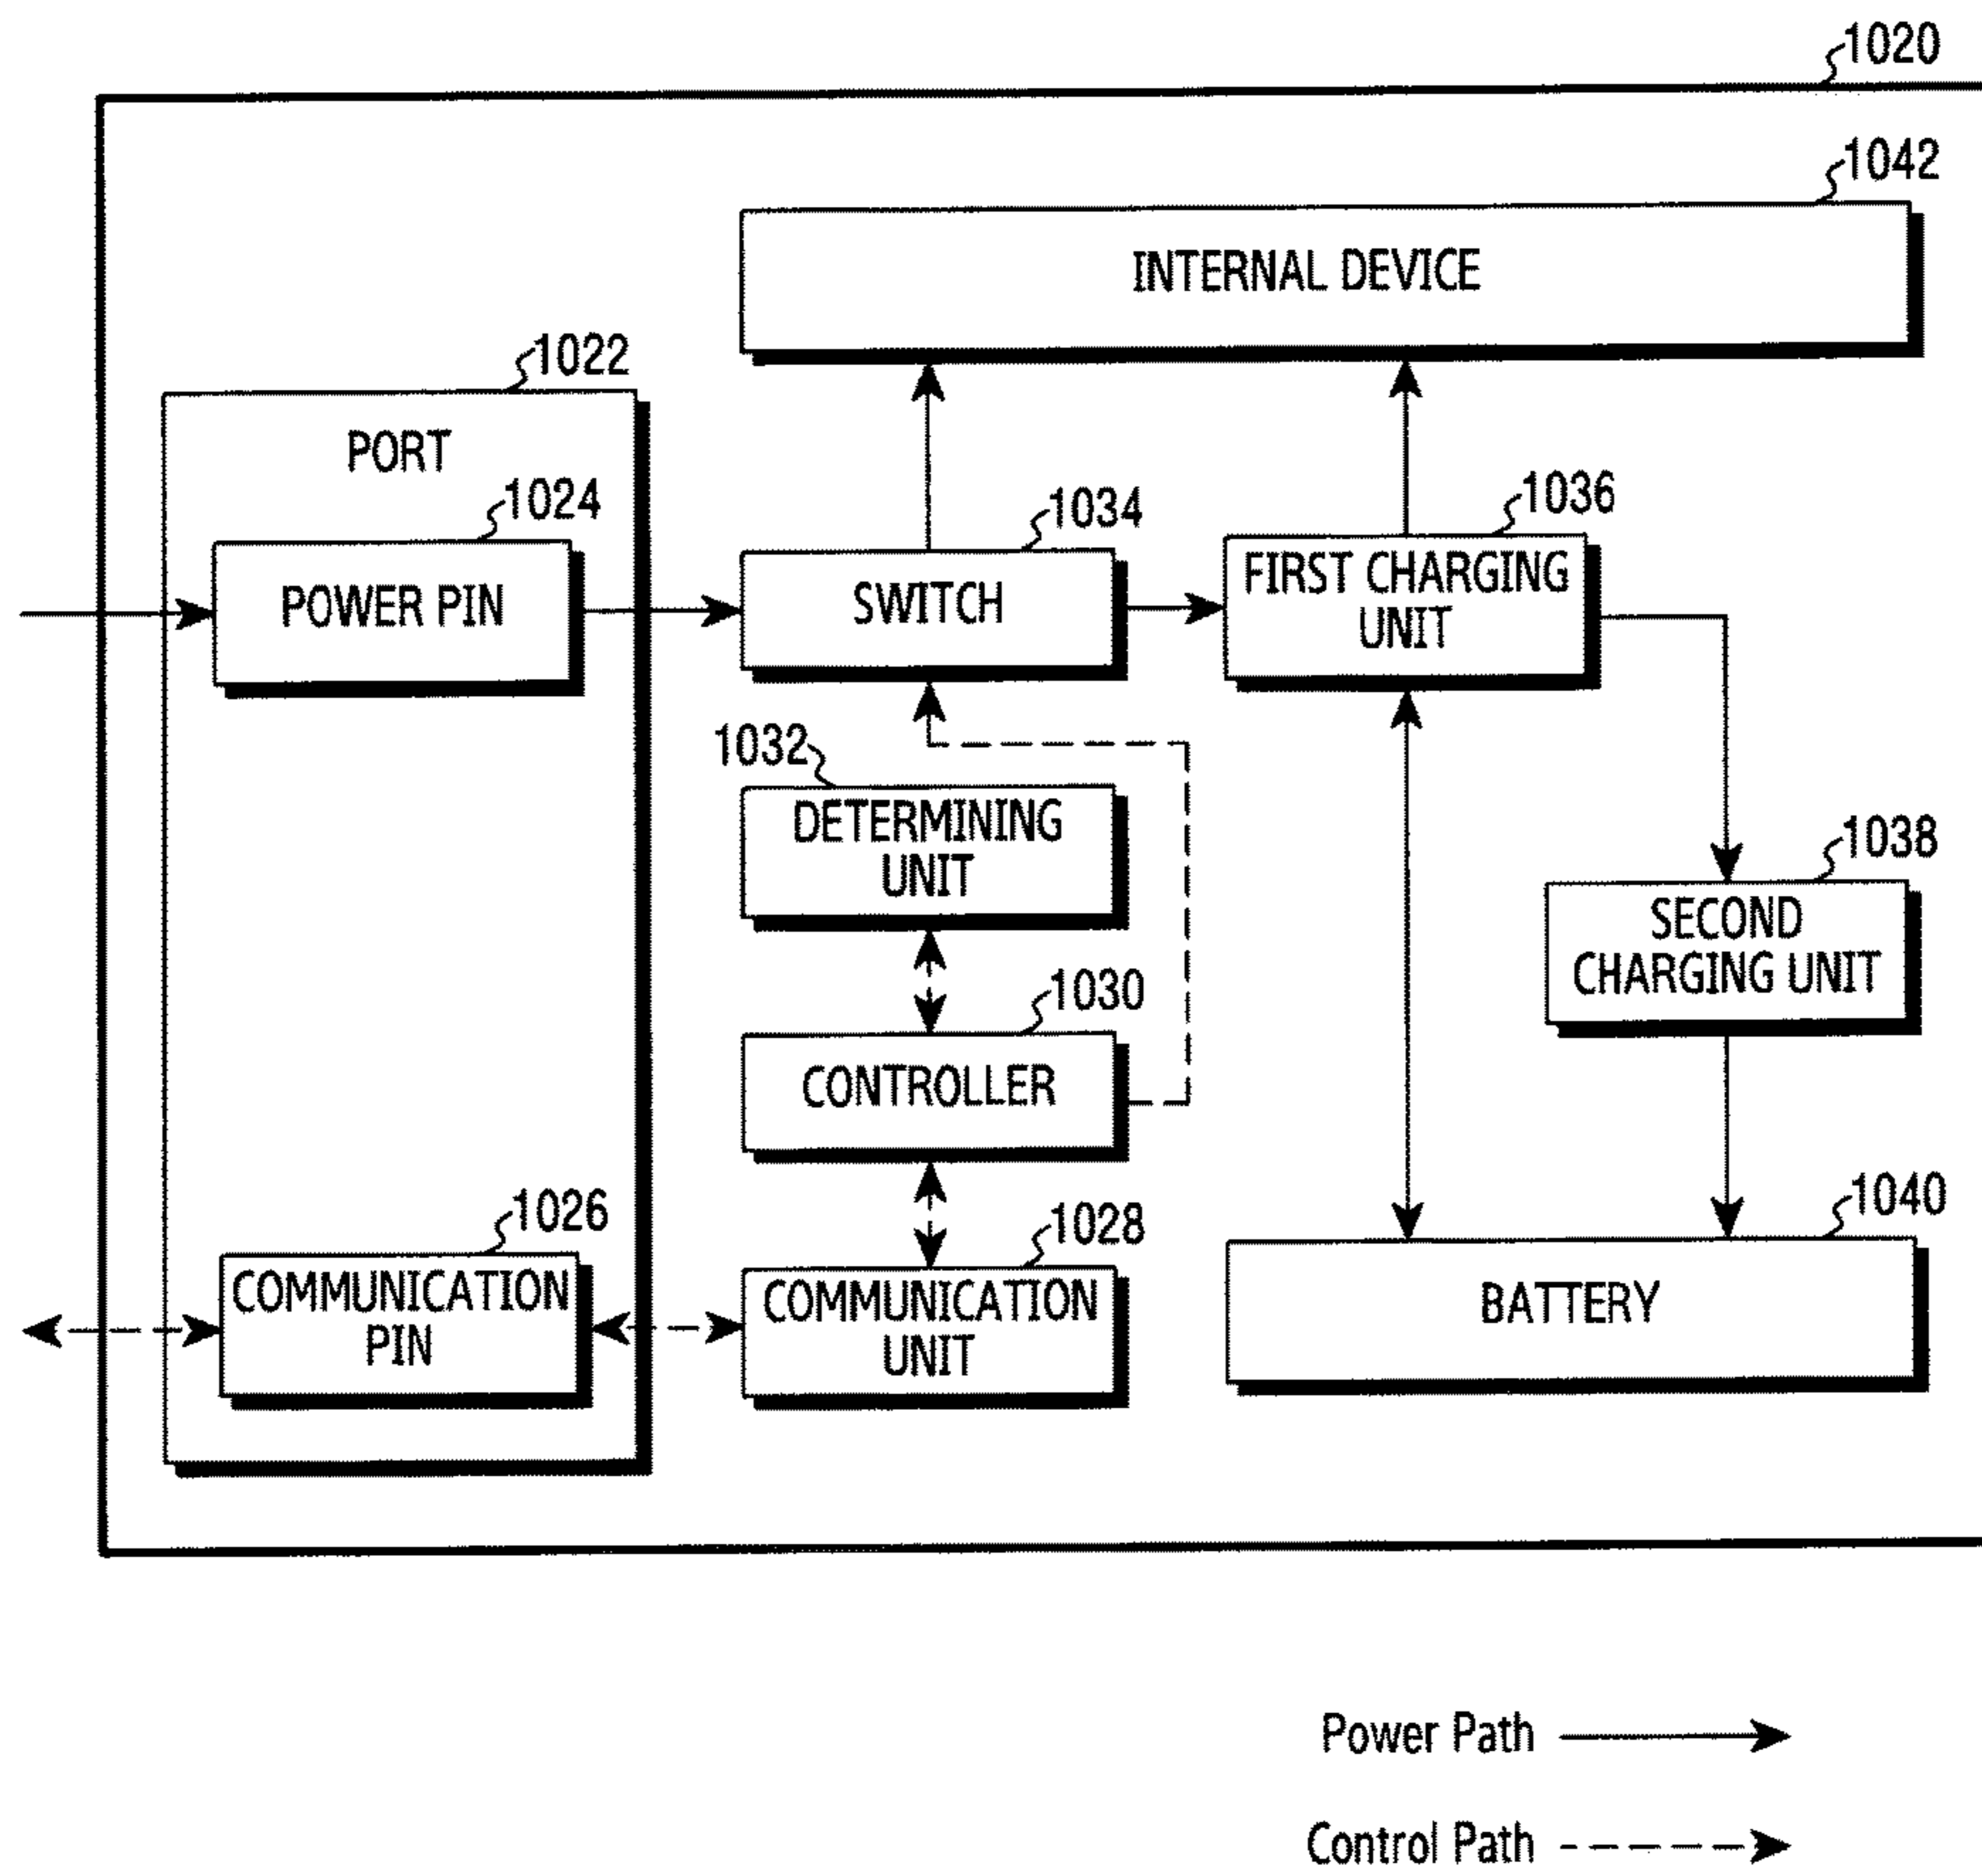 1020
1042
INTERNAL DEVICE
1022
PORT
1024
POWER PIN
1034
SWITCH
1036
FIRST CHARGING
UNIT
1032
DETERMINING
UNIT
1038
SECOND
CHARGING UNIT
1030
CONTROLLER
1026
COMMUNICATION
PIN
1028
COMMUNICATION
UNIT
1040
BATTERY
Power Path
Control Path